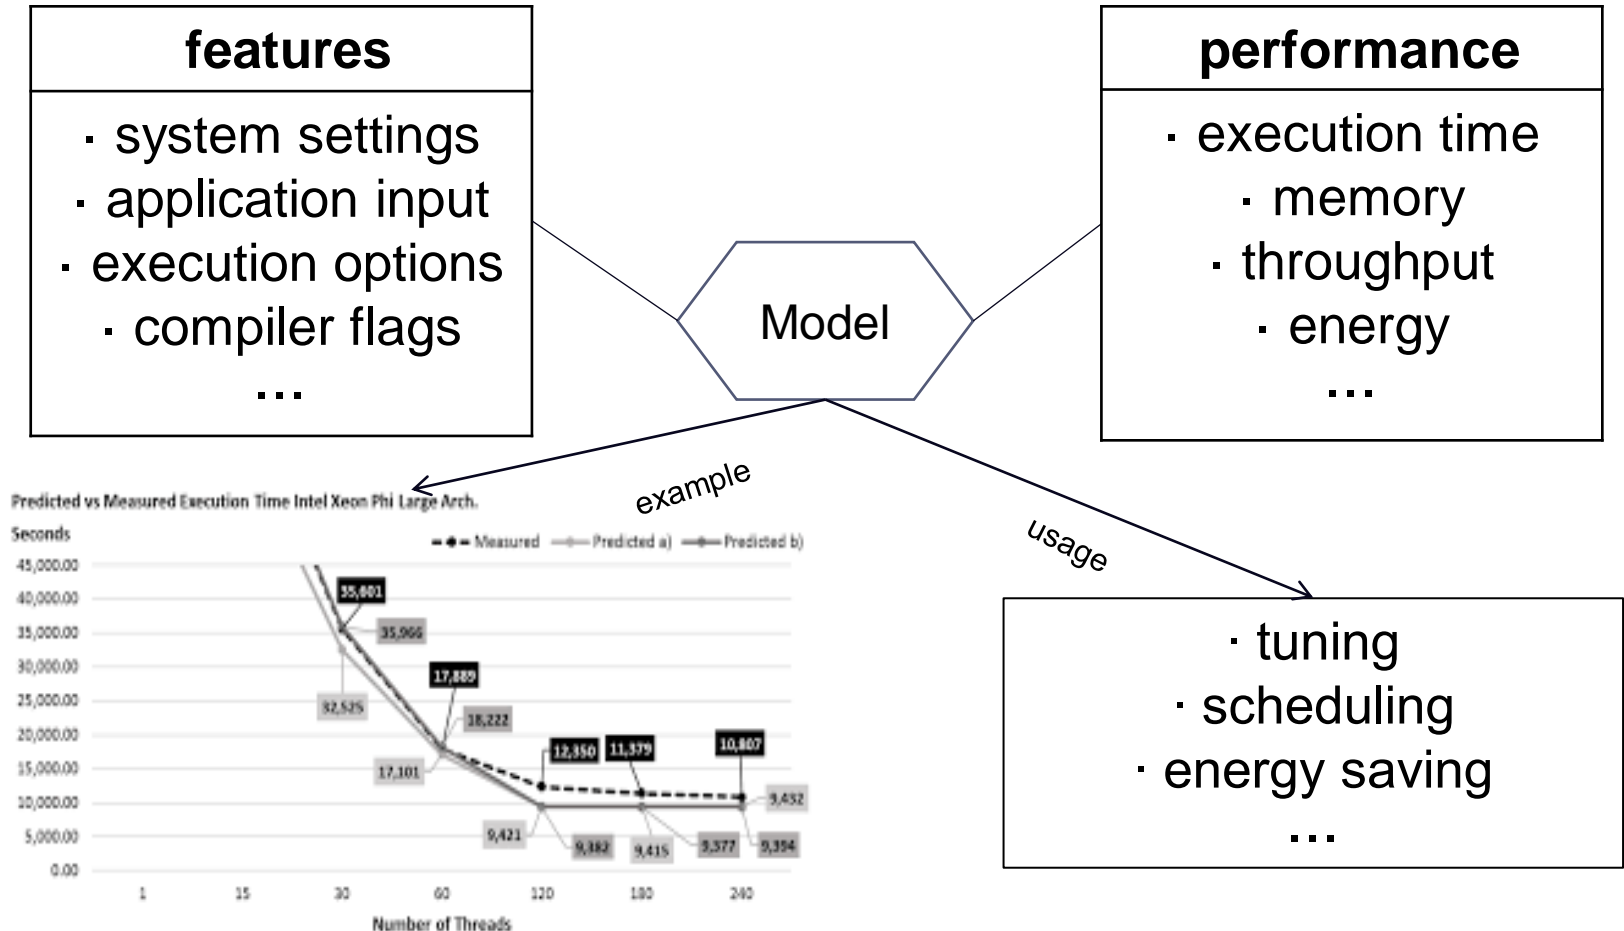 features
· system settings
· application input
· execution options
· compiler flags
...
performance
· execution time
· memory
· throughput
· energy
...
Model
example
usage
Predicted vs Measured Execution Time Intel Xeon Phi Large Arch.
Seconds
Measured Predicted a) Predicted b)
45,000.00
40,000.00
35,000.00
30,000.00
25,000.00
20,000.00
15,000.00
10,000.00
5,000.00
0.00
35,601
35,966
32,525
17,889
18,222
17,101
12,350
11,379
10,807
9,432
9,421
9,382
9,415
9,377
9,394
1 15 30 60 120 180 240
Number of Threads
· tuning
· scheduling
· energy saving
...